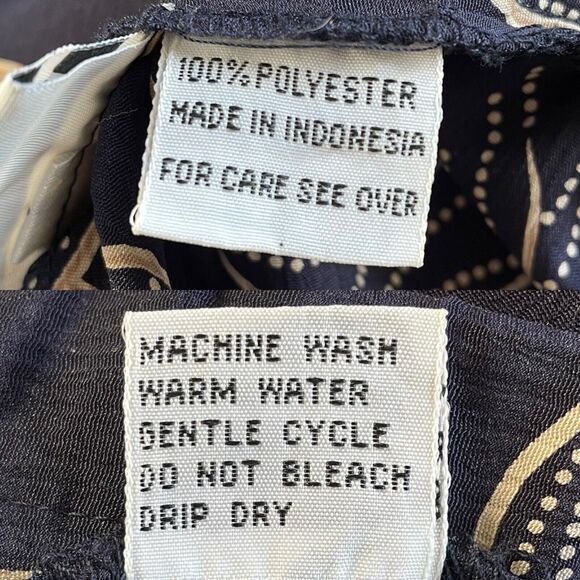 100% POLYESTER
MADE IN INDONESIA
FOR CARE SEE OVER
MACHINE WASH
WARM WATER
GENTLE CYCLE
DO NOT BLEACH
DRIP DRY